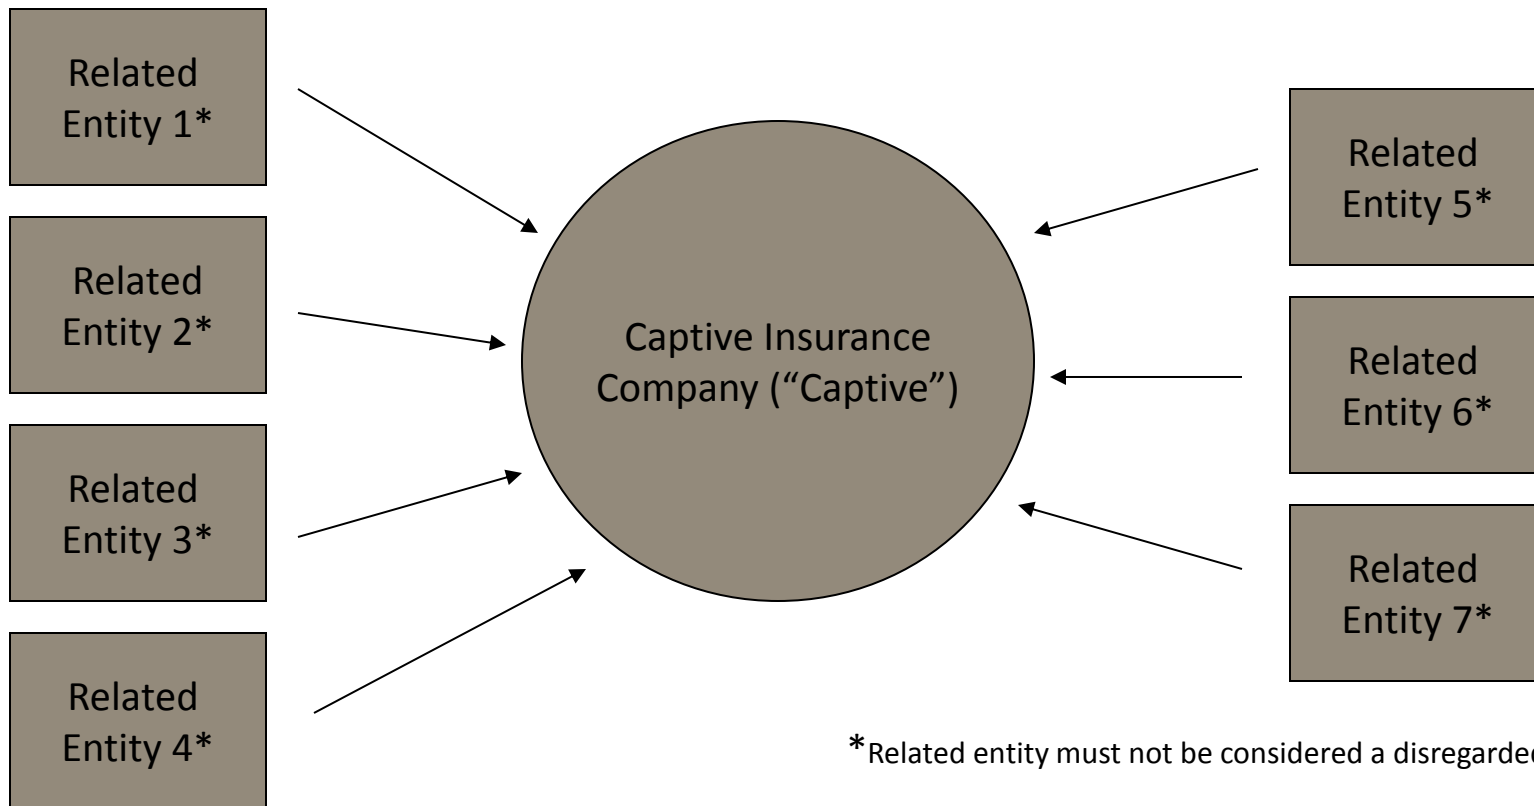 Related
Entity 1*
Related
Entity 2*
Related
Entity 3*
Related
Entity 4*
Captive Insurance
Company (“Captive”)
Related
Entity 5*
Related
Entity 6*
Related
Entity 7*
*Related entity must not be considered a disregarded